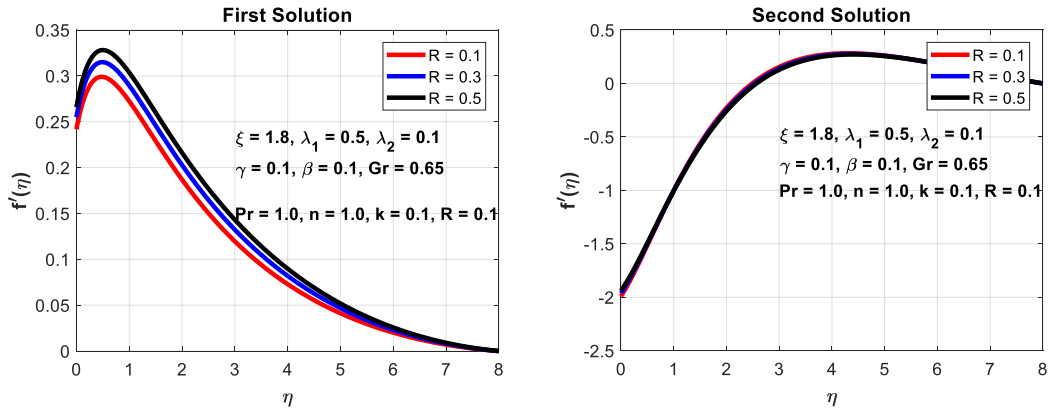 First Solution
0.35
0.3
0.25
0.2
0.15
0.1
0.05
0
f′(η)
R = 0.1
R = 0.3
R = 0.5
ξ = 1.8, λ₁ = 0.5, λ₂ = 0.1
γ = 0.1, β = 0.1, Gr = 0.65
Pr = 1.0, n = 1.0, k = 0.1, R = 0.1
0 1 2 3 4 5 6 7 8
η
Second Solution
0.5
0
-0.5
-1
-1.5
-2
-2.5
f′(η)
R = 0.1
R = 0.3
R = 0.5
ξ = 1.8, λ₁ = 0.5, λ₂ = 0.1
γ = 0.1, β = 0.1, Gr = 0.65
Pr = 1.0, n = 1.0, k = 0.1, R = 0.1
0 1 2 3 4 5 6 7 8
η